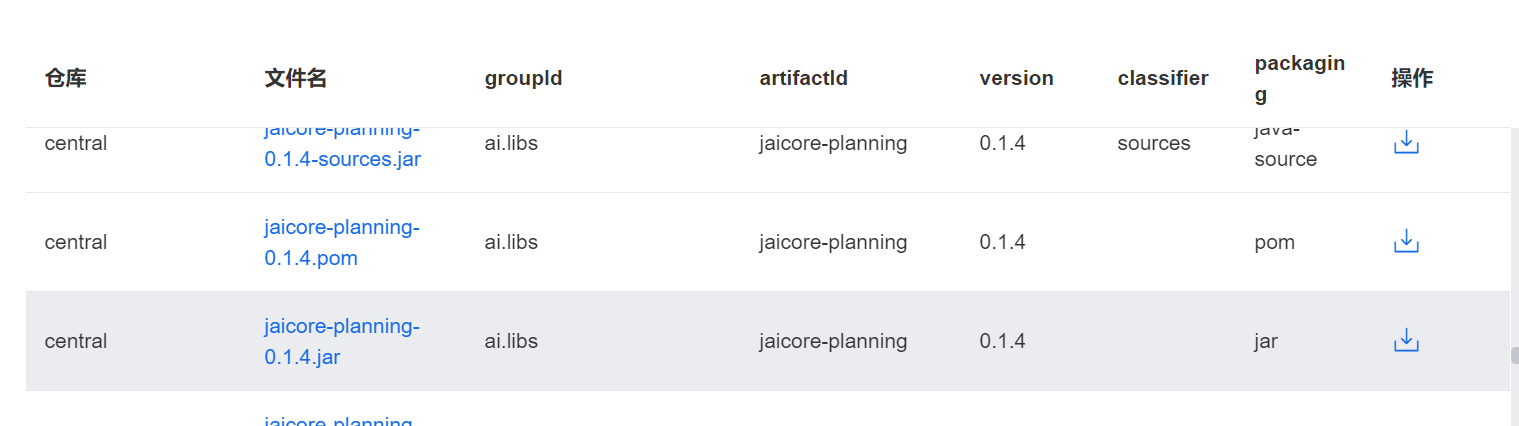 仓库 文件名 groupId artifactId version classifier packagin
g 操作
central jaicore-planning-
0.1.4-sources.jar ai.libs jaicore-planning 0.1.4 sources java-
source
central jaicore-planning-
0.1.4.pom ai.libs jaicore-planning 0.1.4 pom
central jaicore-planning-
0.1.4.jar ai.libs jaicore-planning 0.1.4 jar
jaicore-planning-